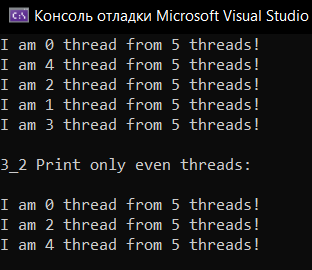 C:\
Консоль отладки Microsoft Visual Studio
I am 0 thread from 5 threads!
I am 4 thread from 5 threads!
I am 2 thread from 5 threads!
I am 1 thread from 5 threads!
I am 3 thread from 5 threads!
3_2 Print only even threads:
I am 0 thread from 5 threads!
I am 2 thread from 5 threads!
I am 4 thread from 5 threads!